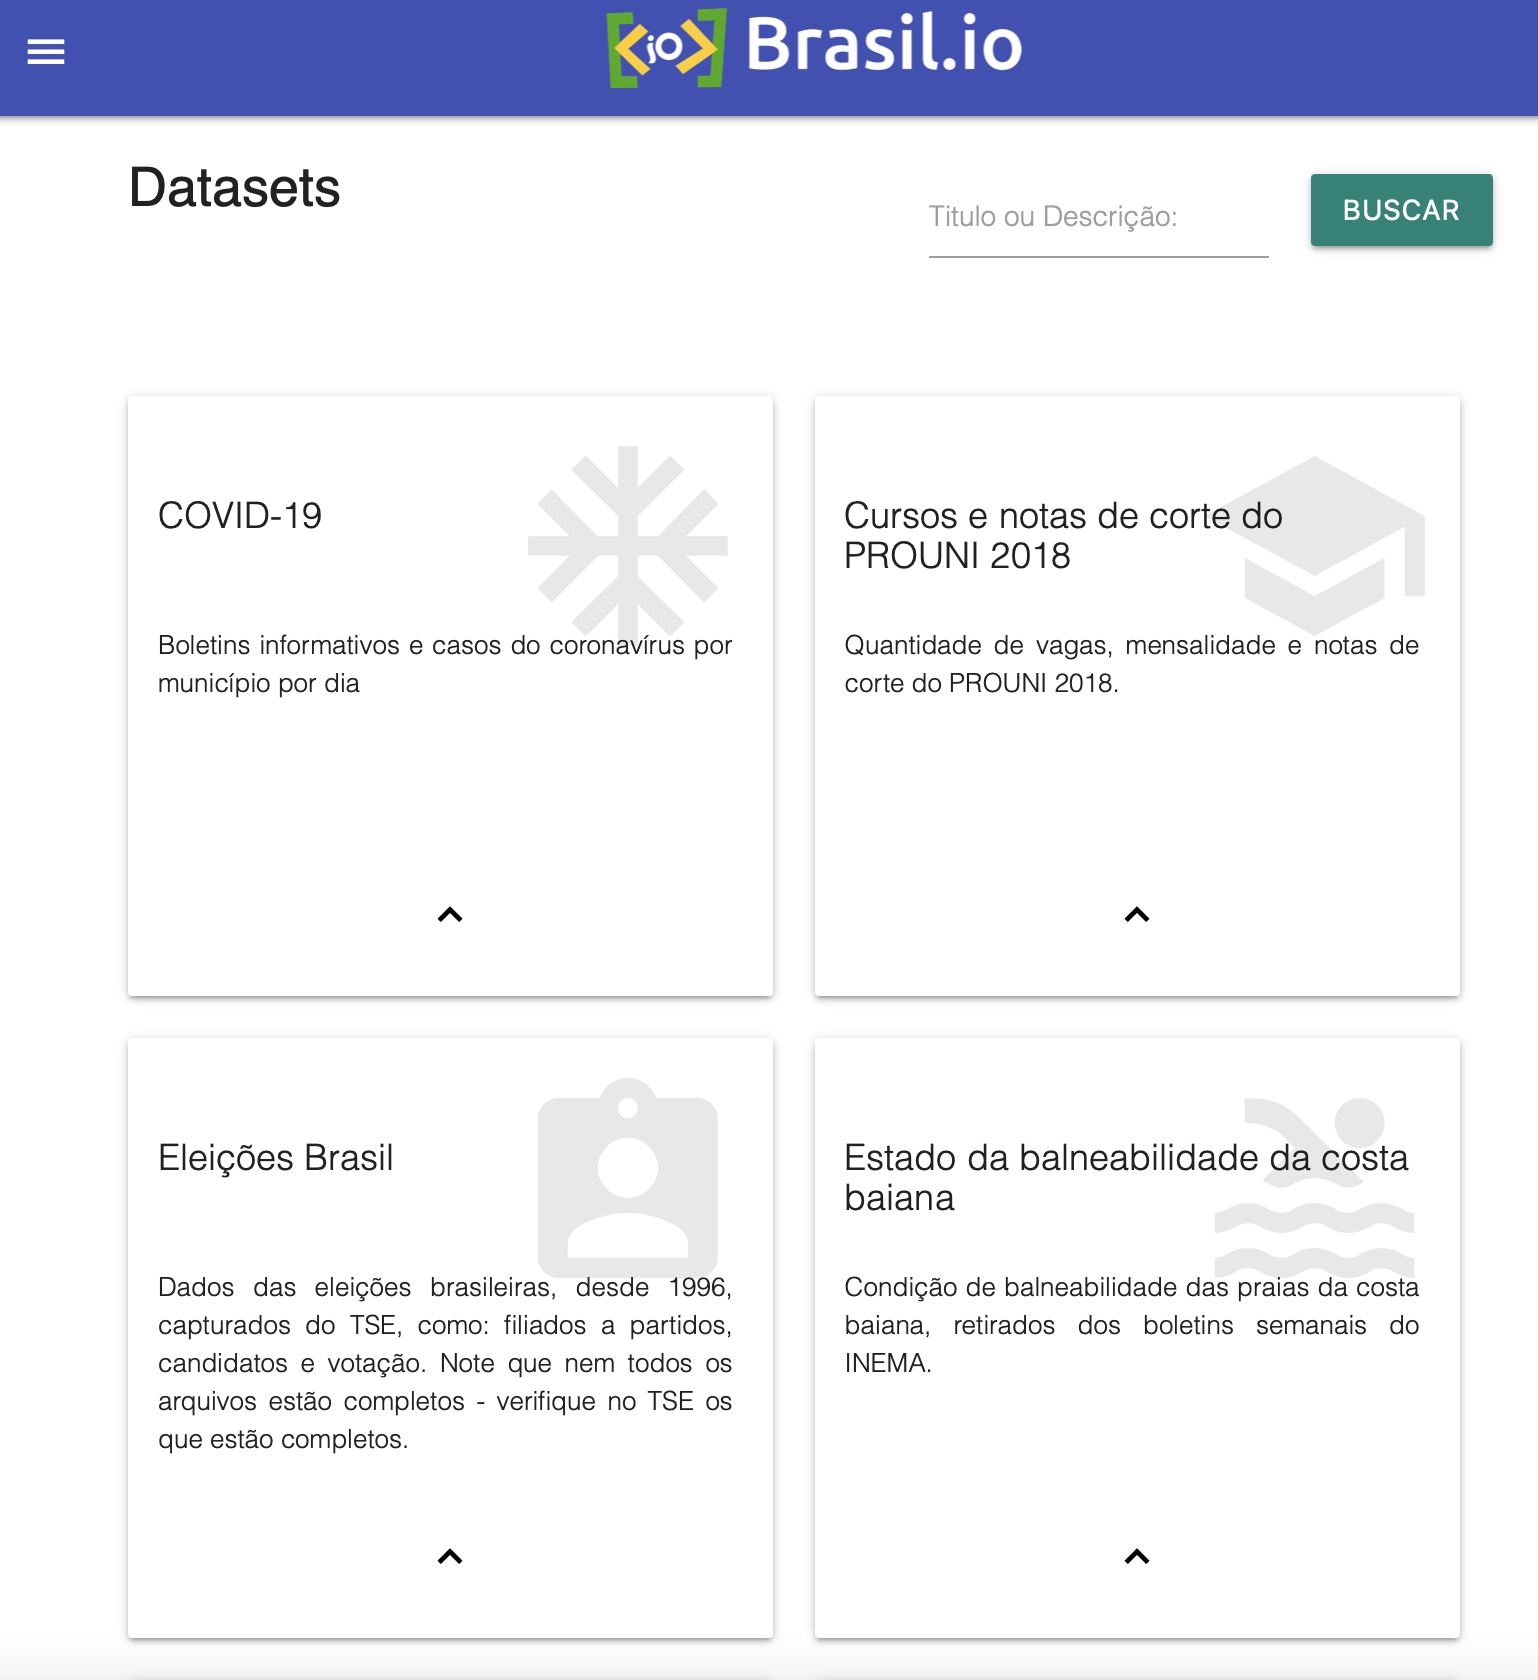 Brasil.io
Datasets
Titulo ou Descrição:
BUSCAR
COVID-19
Boletins informativos e casos do coronavírus por
município por dia
Cursos e notas de corte do
PROUNI 2018
Quantidade de vagas, mensalidade e notas de
corte do PROUNI 2018.
Eleições Brasil
Dados das eleições brasileiras, desde 1996,
capturados do TSE, como: filiados a partidos,
candidatos e votação. Note que nem todos os
arquivos estão completos - verifique no TSE os
que estão completos.
Estado da balneabilidade da costa
baiana
Condição de balneabilidade das praias da costa
baiana, retirados dos boletins semanais do
INEMA.